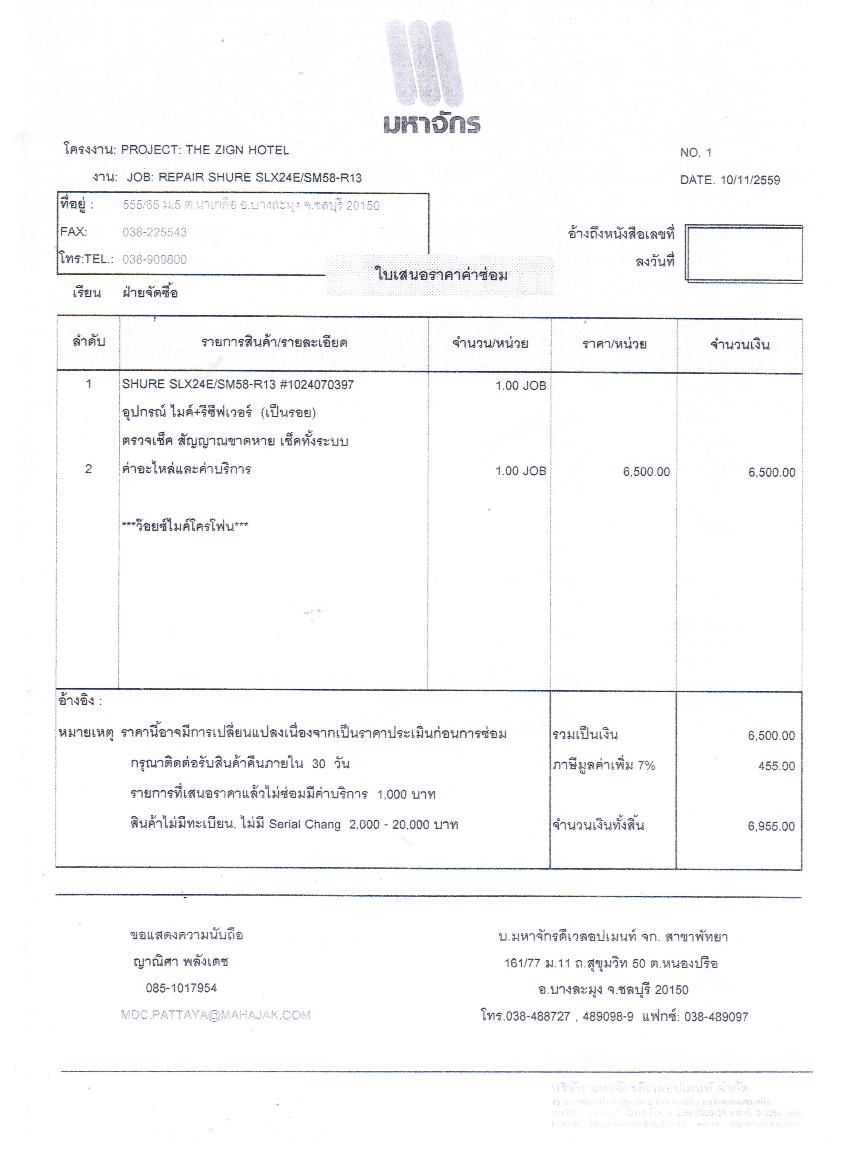 มหาจักร
โครงงาน: PROJECT: THE ZIGN HOTEL
NO. 1
งาน: JOB: REPAIR SHURE SLX24E/SM58-R13
DATE. 10/11/2559
ที่อยู่ : 555/65 ม.5 ต.นาเกลือ อ.บางละมุง จ.ชลบุรี 20150
FAX: 038-225543
อ้างถึงหนังสือเลขที่
โทร:TEL.: 038-909800
ลงวันที่
ใบเสนอราคาค่าซ่อม
เรียน ฝ่ายจัดซื้อ
ลำดับ รายการสินค้า/รายละเอียด จำนวน/หน่วย ราคา/หน่วย จำนวนเงิน
1 SHURE SLX24E/SM58-R13 #1024070397 1.00 JOB
อุปกรณ์ ไมค์+รีซีฟเวอร์ (เป็นรอย)
ตรวจเช็ค สัญญาณขาดหาย เช็คทั้งระบบ
2 ค่าอะไหล่และค่าบริการ 1.00 JOB 6,500.00 6,500.00
***ว๊อยซ์ไมค์โครโฟน***
อ้างอิง :
หมายเหตุ ราคานี้อาจมีการเปลี่ยนแปลงเนื่องจากเป็นราคาประเมินก่อนการซ่อม รวมเป็นเงิน 6,500.00
กรุณาติดต่อรับสินค้าคืนภายใน 30 วัน ภาษีมูลค่าเพิ่ม 7% 455.00
รายการที่เสนอราคาแล้วไม่ซ่อมมีค่าบริการ 1,000 บาท
สินค้าไม่มีทะเบียน, ไม่มี Serial Chang 2,000 - 20,000 บาท จำนวนเงินทั้งสิ้น 6,955.00
ขอแสดงความนับถือ
ญาณิศา พลังเดช
085-1017954
MDC.PATTAYA@MAHAJAK.COM
บ.มหาจักรดีเวลอปเมนท์ จก. สาขาพัทยา
161/77 ม.11 ถ.สุขุมวิท 50 ต.หนองปรือ
อ.บางละมุง จ.ชลบุรี 20150
โทร.038-488727 , 489098-9 แฟกซ์: 038-489097
บริษัท มหาจักรดีเวลอปเมนท์ จำกัด